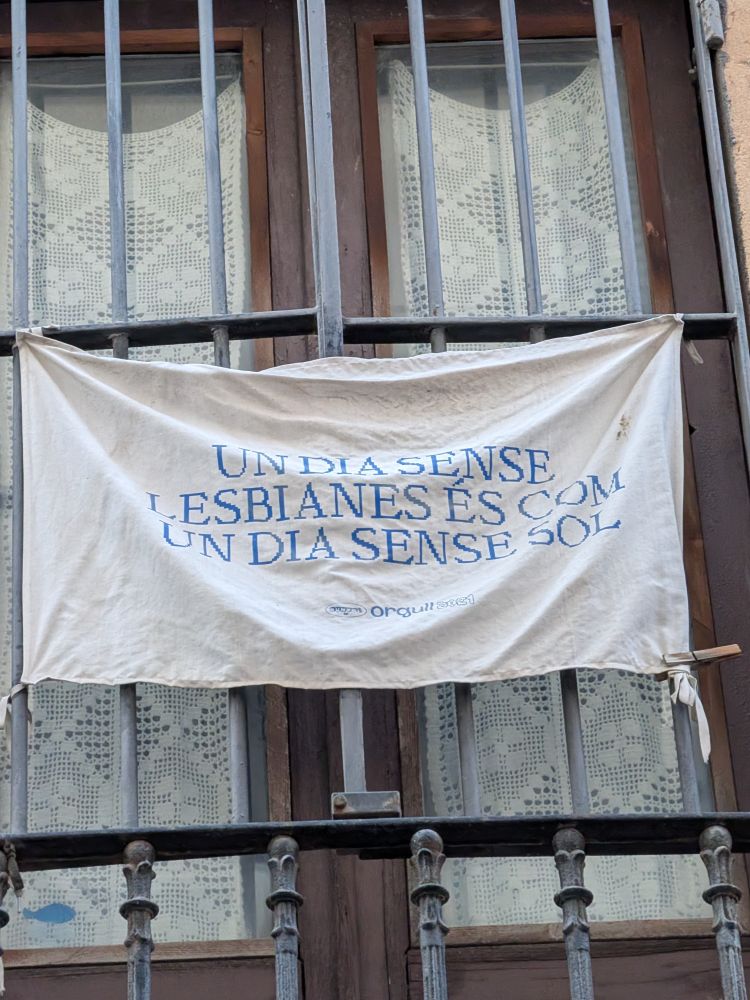 UN DIA SENSE
LESBIANES ÉS COM
UN DIA SENSE SOL
Orgull